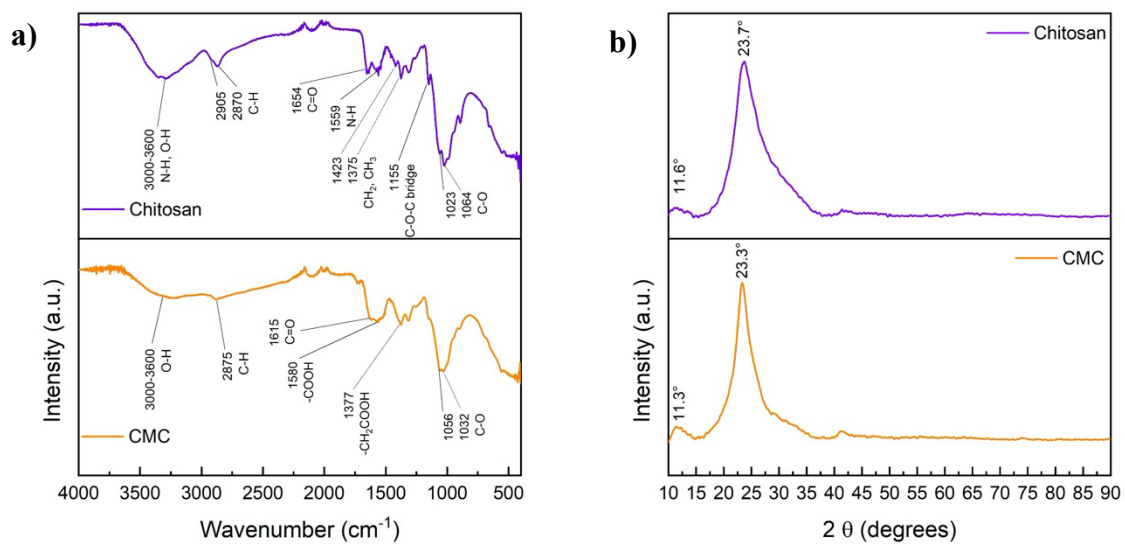 a)
Intensity (a.u.)
3000-3600
N-H, O-H
2905
2870
C-H
1654
C=O
1559
N-H
1423
1375
CH₂, CH₃
1155
C-O-C bridge
1023
1064
C-O
Chitosan
3000-3600
O-H
2875
C-H
1615
C=O
1580
-COOH
1377
-CH₂COOH
1056
1032
C-O
CMC
4000 3500 3000 2500 2000 1500 1000 500
Wavenumber (cm⁻¹)
b)
Intensity (a.u.)
11.6°
23.7°
Chitosan
11.3°
23.3°
CMC
10 15 20 25 30 35 40 45 50 55 60 65 70 75 80 85 90
2 θ (degrees)